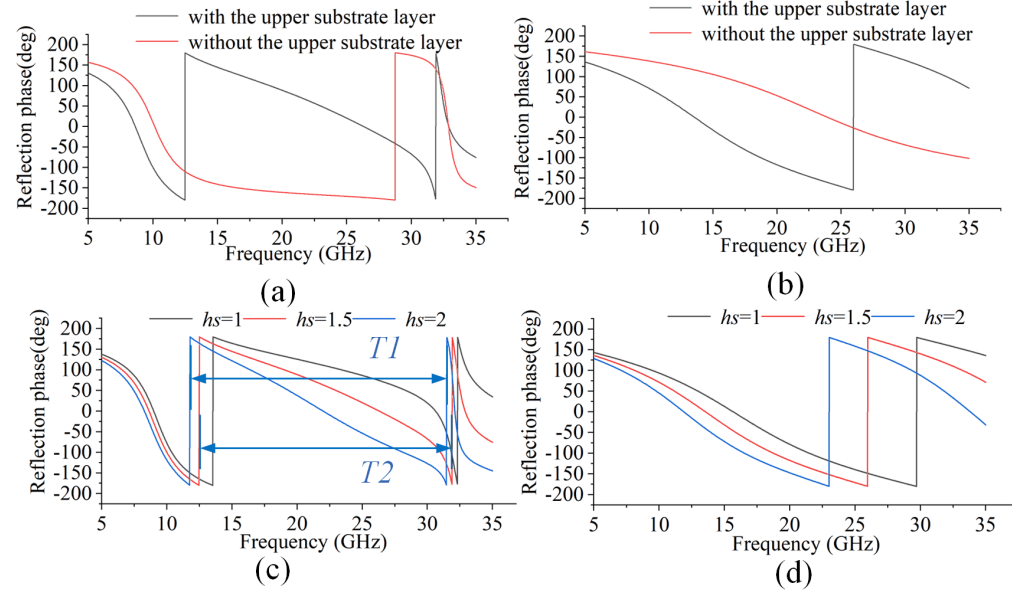 with the upper substrate layer
without the upper substrate layer
Reflection phase(deg)
200
150
100
50
0
-50
-100
-150
-200
5 10 15 20 25 30 35
Frequency (GHz)
(a)
with the upper substrate layer
without the upper substrate layer
Reflection phase(deg)
200
150
100
50
0
-50
-100
-150
-200
5 10 15 20 25 30 35
Frequency (GHz)
(b)
hs=1 hs=1.5 hs=2
Reflection phase(deg)
200
150
100
50
0
-50
-100
-150
-200
T1
T2
5 10 15 20 25 30 35
Frequency (GHz)
(c)
hs=1 hs=1.5 hs=2
Reflection phase(deg)
200
150
100
50
0
-50
-100
-150
-200
5 10 15 20 25 30 35
Frequency (GHz)
(d)